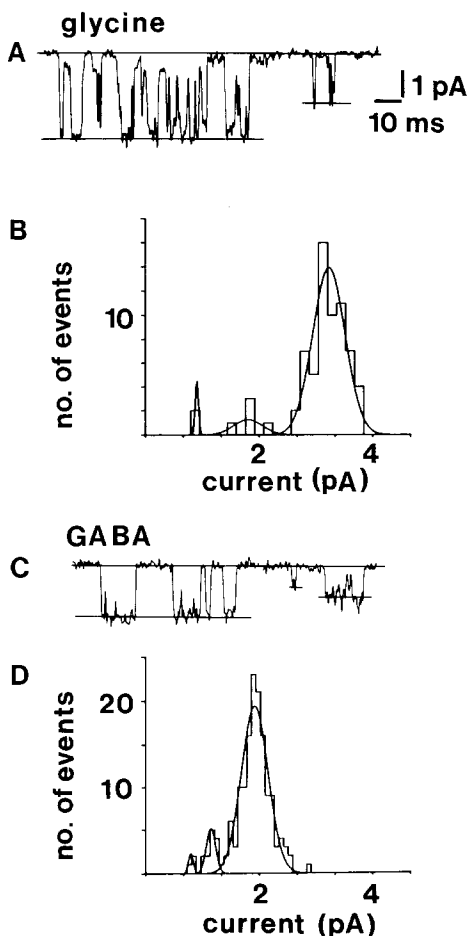 glycine
A
1 pA
10 ms
B
no. of events
10
2 4
current (pA)
GABA
C
D
no. of events
20
10
2 4
current (pA)